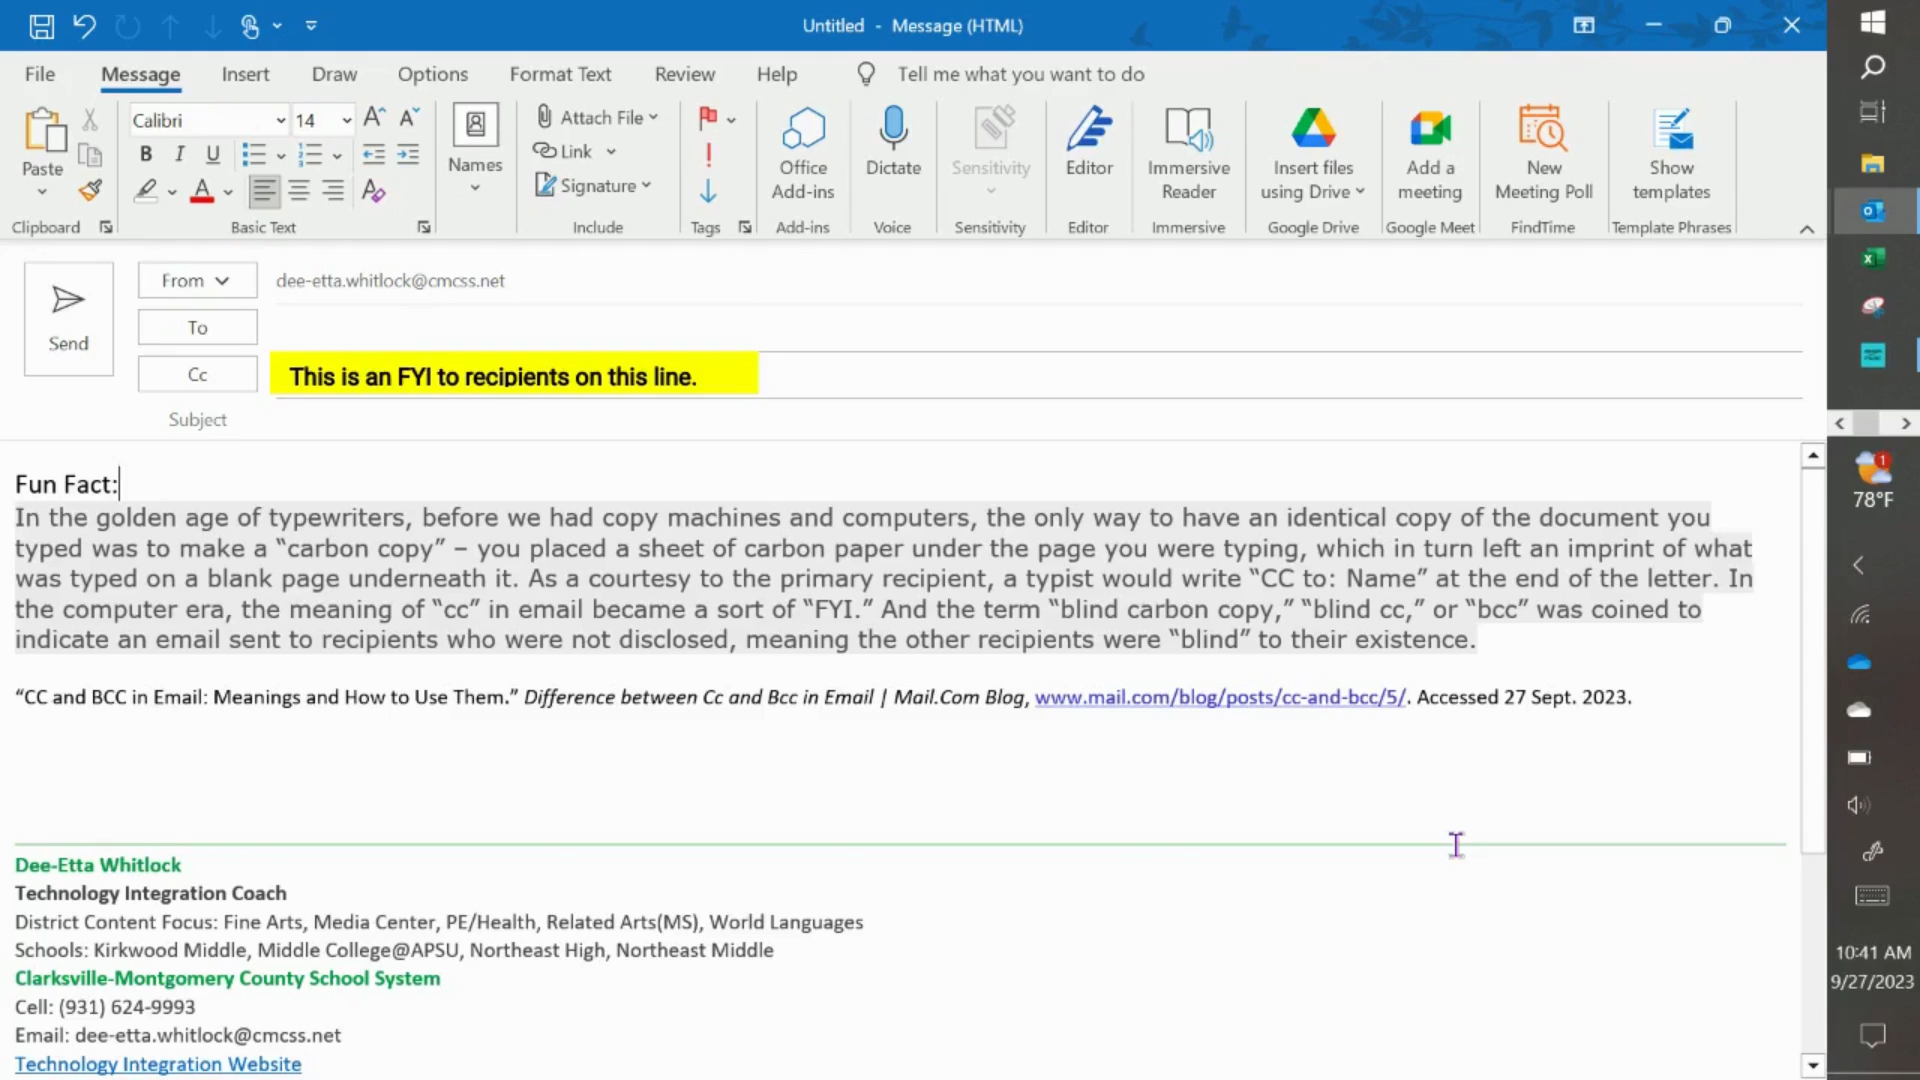 Untitled - Message (HTML)
File Message Insert Draw Options Format Text Review Help Tell me what you want to do
Paste
Clipboard
Calibri 14
B I U
A
Basic Text
Names
Attach File
Link
Signature
Include
Tags
Office
Add-ins
Add-ins
Dictate
Voice
Sensitivity
Sensitivity
Editor
Editor
Immersive
Reader
Immersive
Insert files
using Drive
Google Drive
Add a
meeting
Google Meet
New
Meeting Poll
FindTime
Show
templates
Template Phrases
Send
From dee-etta.whitlock@cmcss.net
To
Cc This is an FYI to recipients on this line.
Subject
Fun Fact:
In the golden age of typewriters, before we had copy machines and computers, the only way to have an identical copy of the document you
typed was to make a “carbon copy” – you placed a sheet of carbon paper under the page you were typing, which in turn left an imprint of what
was typed on a blank page underneath it. As a courtesy to the primary recipient, a typist would write “CC to: Name” at the end of the letter. In
the computer era, the meaning of “cc” in email became a sort of “FYI.” And the term “blind carbon copy,” “blind cc,” or “bcc” was coined to
indicate an email sent to recipients who were not disclosed, meaning the other recipients were “blind” to their existence.
“CC and BCC in Email: Meanings and How to Use Them.” Difference between Cc and Bcc in Email | Mail.Com Blog, www.mail.com/blog/posts/cc-and-bcc/5/. Accessed 27 Sept. 2023.
Dee-Etta Whitlock
Technology Integration Coach
District Content Focus: Fine Arts, Media Center, PE/Health, Related Arts(MS), World Languages
Schools: Kirkwood Middle, Middle College@APSU, Northeast High, Northeast Middle
Clarksville-Montgomery County School System
Cell: (931) 624-9993
Email: dee-etta.whitlock@cmcss.net
Technology Integration Website
1
78°F
10:41 AM
9/27/2023